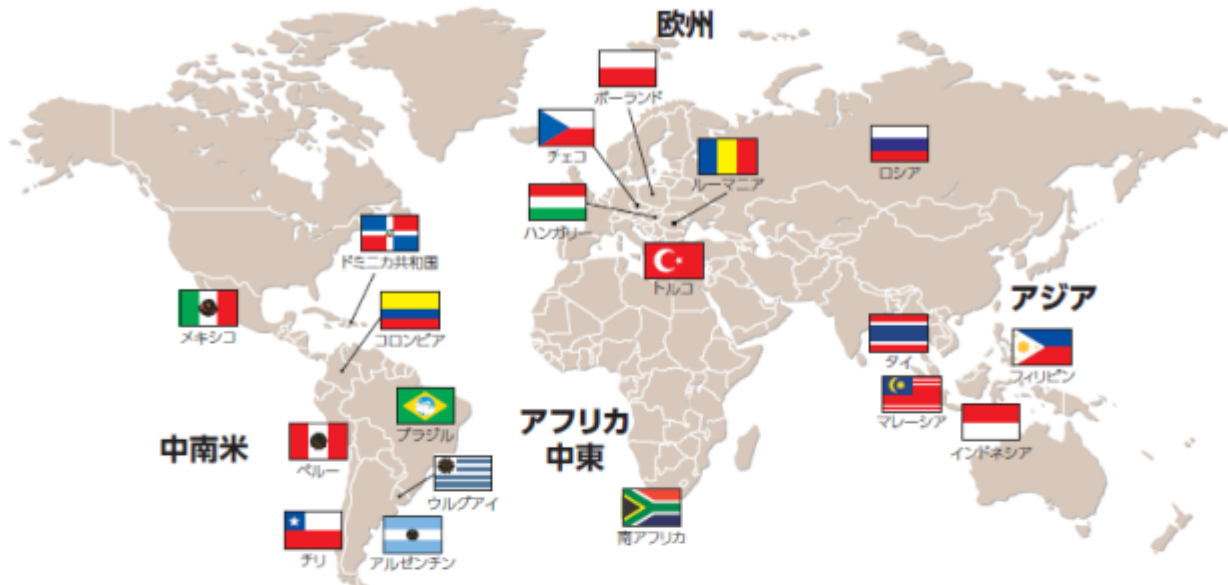 欧州
ポーランド
チェコ
ルーマニア
ロシア
ハンガリー
ドミニカ共和国
トルコ
アジア
メキシコ
コロンビア
タイ
フィリピン
マレーシア
ブラジル
アフリカ
中東
中南米
インドネシア
ペルー
ウルグアイ
南アフリカ
チリ
アルゼンチン